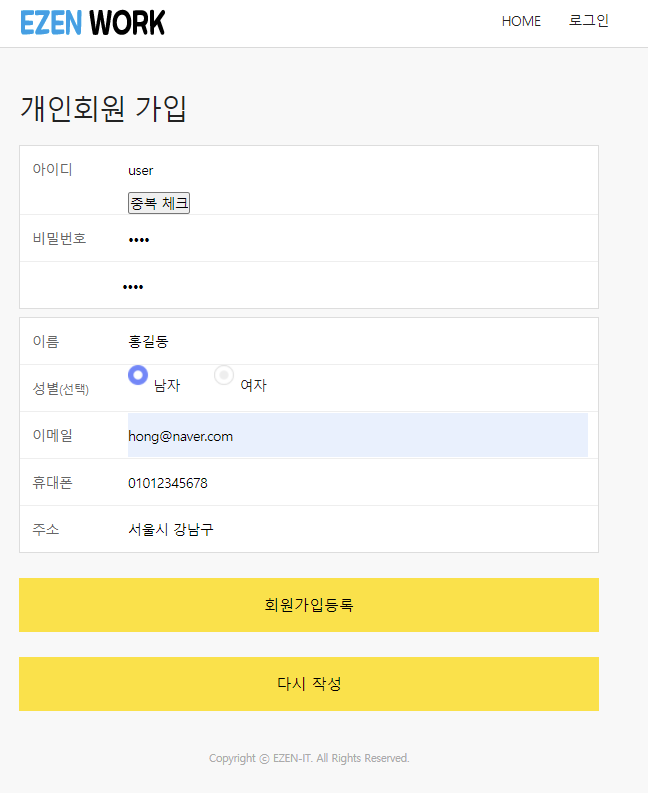 EZEN WORK HOME 로그인
개인회원 가입
아이디 user
중복 체크
비밀번호 ••••
••••
이름 홍길동
성별(선택) 남자 여자
이메일 hong@naver.com
휴대폰 01012345678
주소 서울시 강남구
회원가입등록
다시 작성
Copyright ⓒ EZEN-IT. All Rights Reserved.